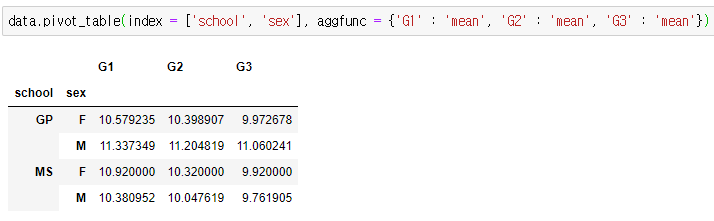 data.pivot_table(index = ['school', 'sex'], aggfunc = {'G1' : 'mean', 'G2' : 'mean', 'G3' : 'mean'})
G1 G2 G3
school sex
GP F 10.579235 10.398907 9.972678
M 11.337349 11.204819 11.060241
MS F 10.920000 10.320000 9.920000
M 10.380952 10.047619 9.761905